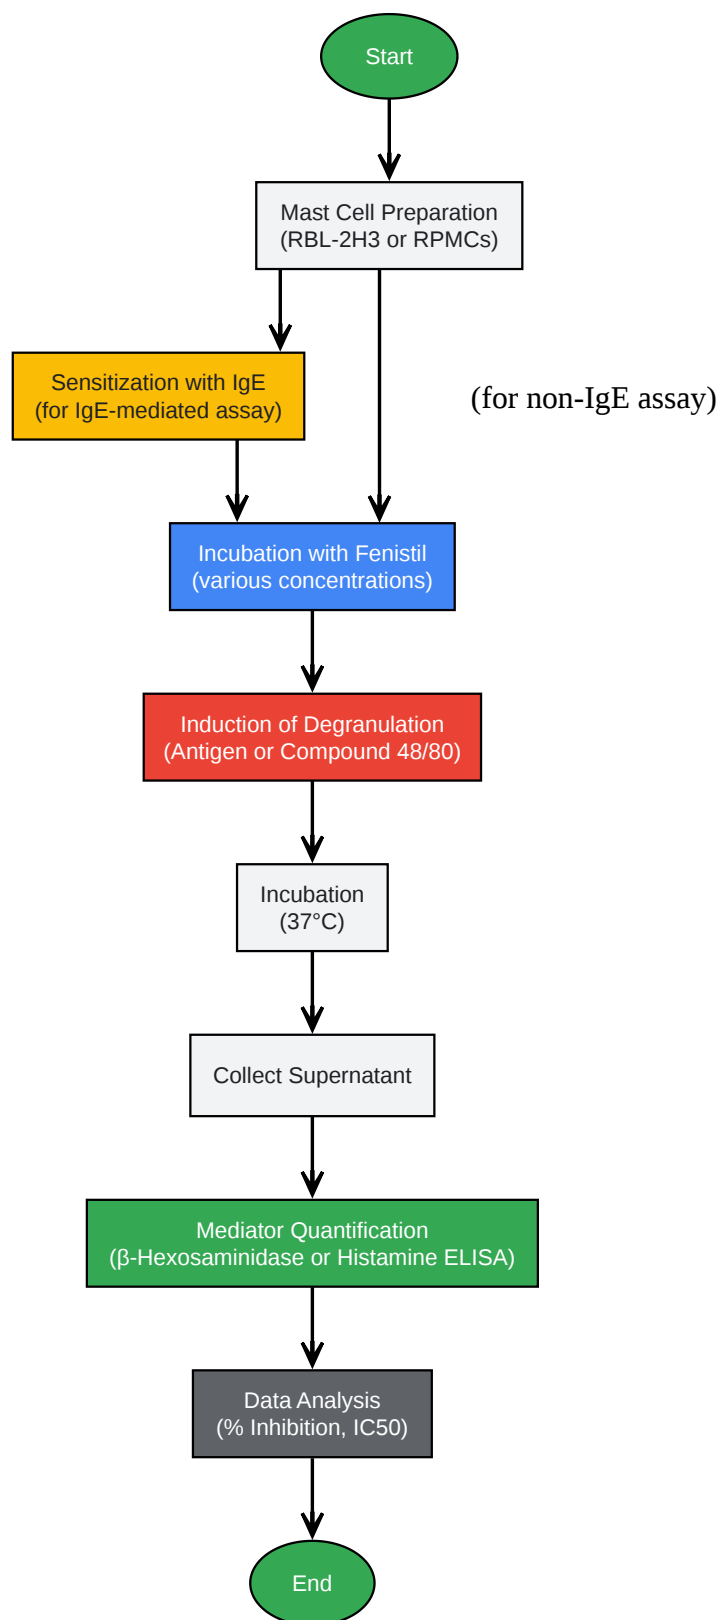 Start
Mast Cell Preparation
(RBL-2H3 or RPMCs)
Sensitization with IgE
(for IgE-mediated assay)
(for non-IgE assay)
Incubation with Fenistil
(various concentrations)
Induction of Degranulation
(Antigen or Compound 48/80)
Incubation
(37°C)
Collect Supernatant
Mediator Quantification
(β-Hexosaminidase or Histamine ELISA)
Data Analysis
(% Inhibition, IC50)
End